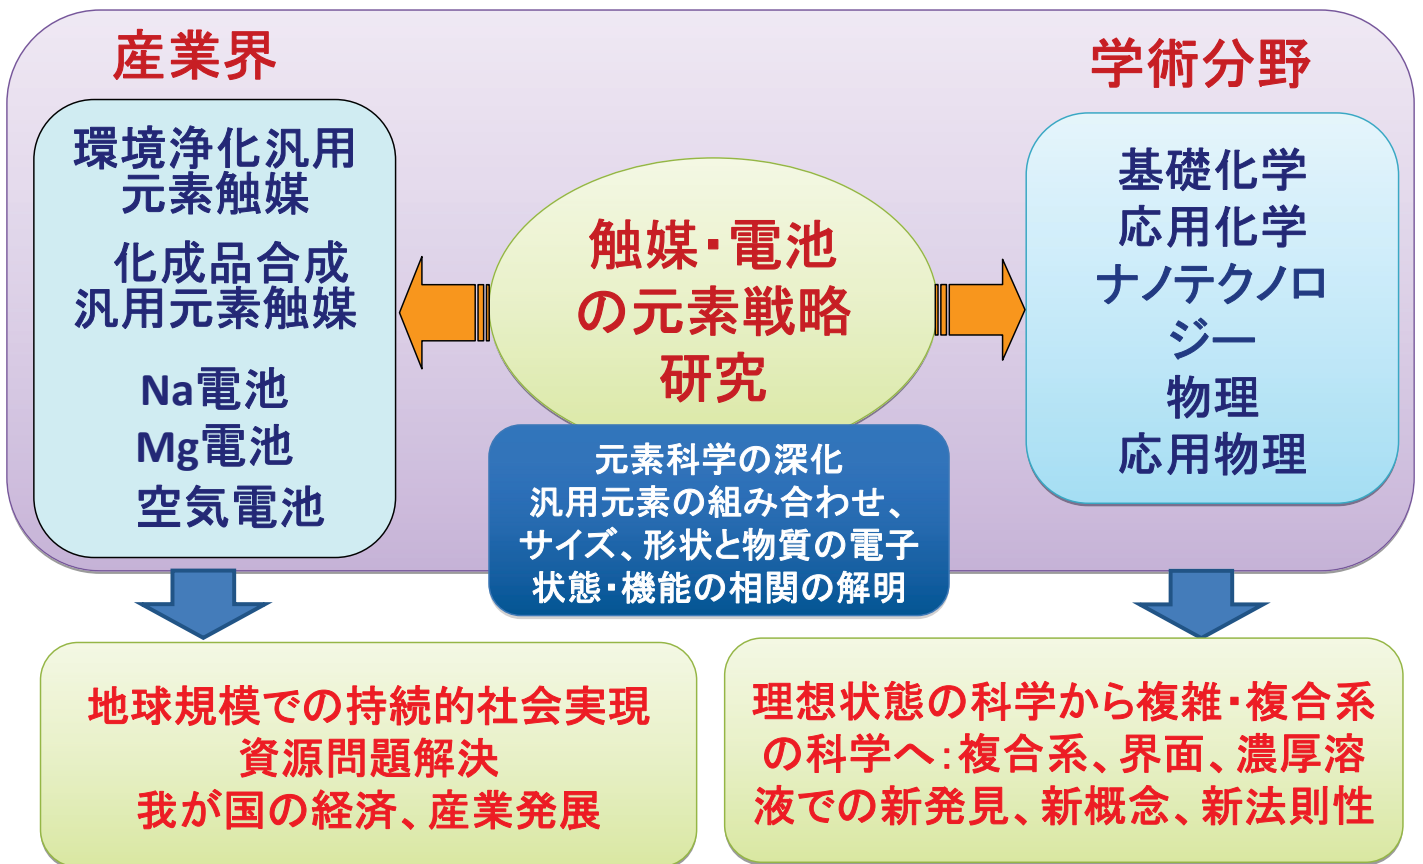 産業界
環境浄化汎用
元素触媒
化成品合成
汎用元素触媒
Na電池
Mg電池
空気電池
触媒・電池
の元素戦略
研究
元素科学の深化
汎用元素の組み合わせ、
サイズ、形状と物質の電子
状態・機能の相関の解明
学術分野
基礎化学
応用化学
ナノテクノロ
ジー
物理
応用物理
地球規模での持続的社会実現
資源問題解決
我が国の経済、産業発展
理想状態の科学から複雑・複合系
の科学へ:複合系、界面、濃厚溶
液での新発見、新概念、新法則性